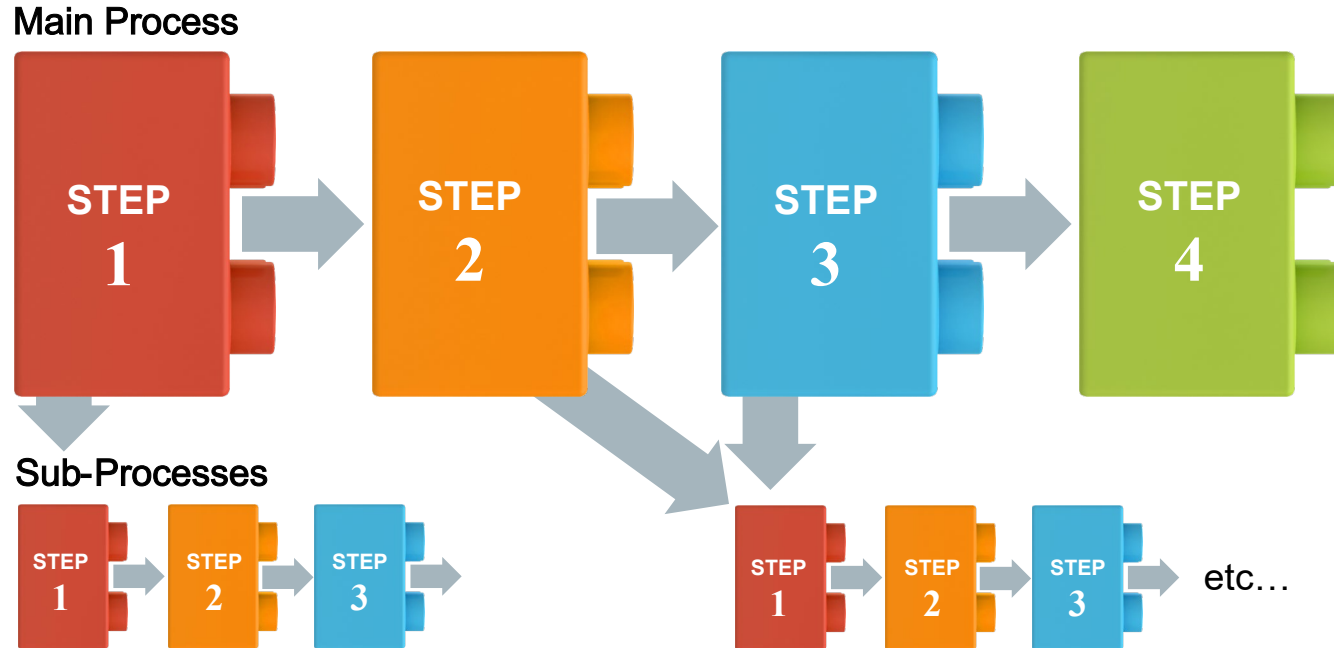 Main Process
STEP
1
STEP
2
STEP
3
STEP
4
Sub-Processes
STEP
1
STEP
2
STEP
3
STEP
1
STEP
2
STEP
3
etc...